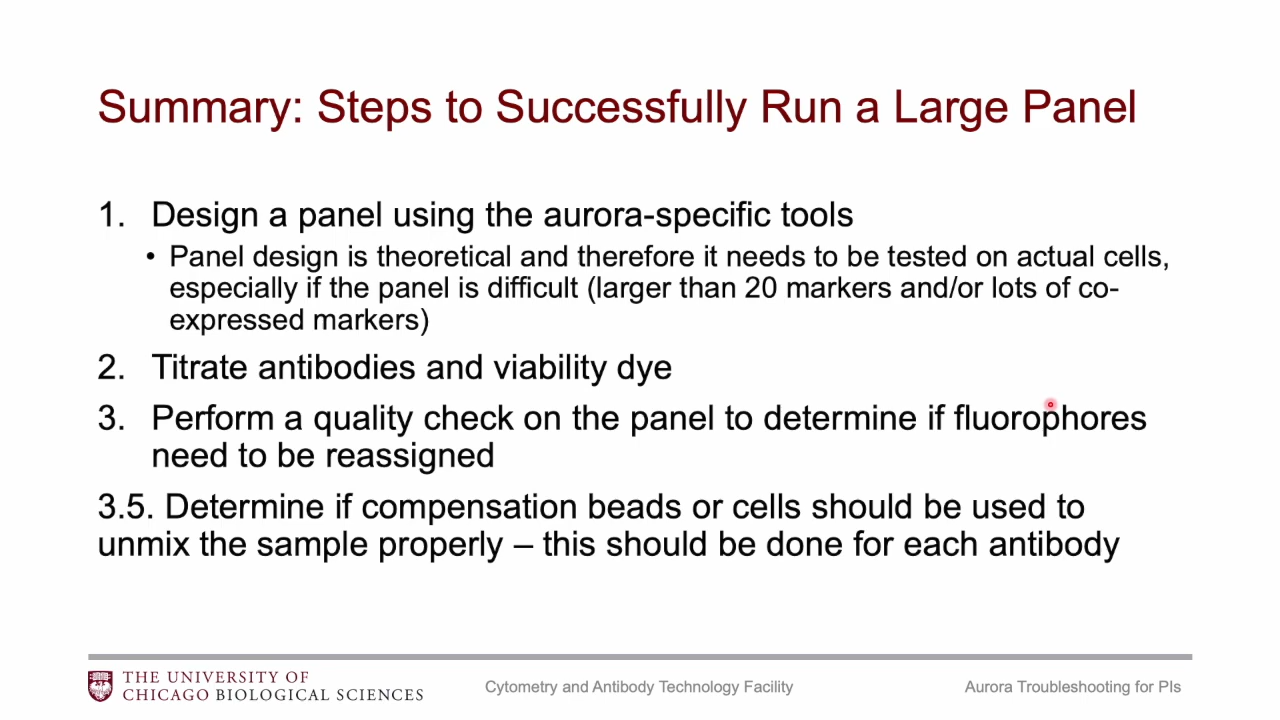 Summary: Steps to Successfully Run a Large Panel
1. Design a panel using the aurora-specific tools
• Panel design is theoretical and therefore it needs to be tested on actual cells,
especially if the panel is difficult (larger than 20 markers and/or lots of co-
expressed markers)
2. Titrate antibodies and viability dye
3. Perform a quality check on the panel to determine if fluorophores
need to be reassigned
3.5. Determine if compensation beads or cells should be used to
unmix the sample properly – this should be done for each antibody
THE UNIVERSITY OF
CHICAGO BIOLOGICAL SCIENCES
Cytometry and Antibody Technology Facility
Aurora Troubleshooting for PIs